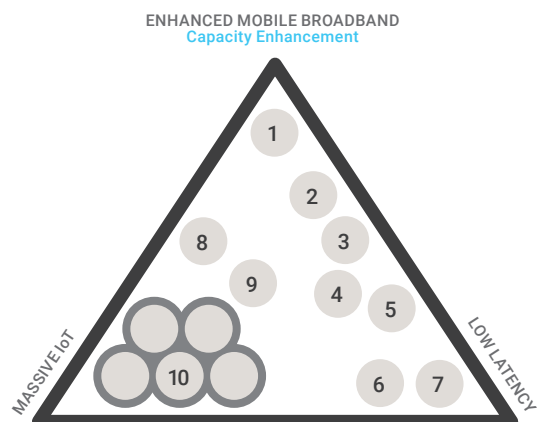 ENHANCED MOBILE BROADBAND
Capacity Enhancement
1
2
8
3
9
4
5
MASSIVE IoT
LOW LATENCY
10
6
7